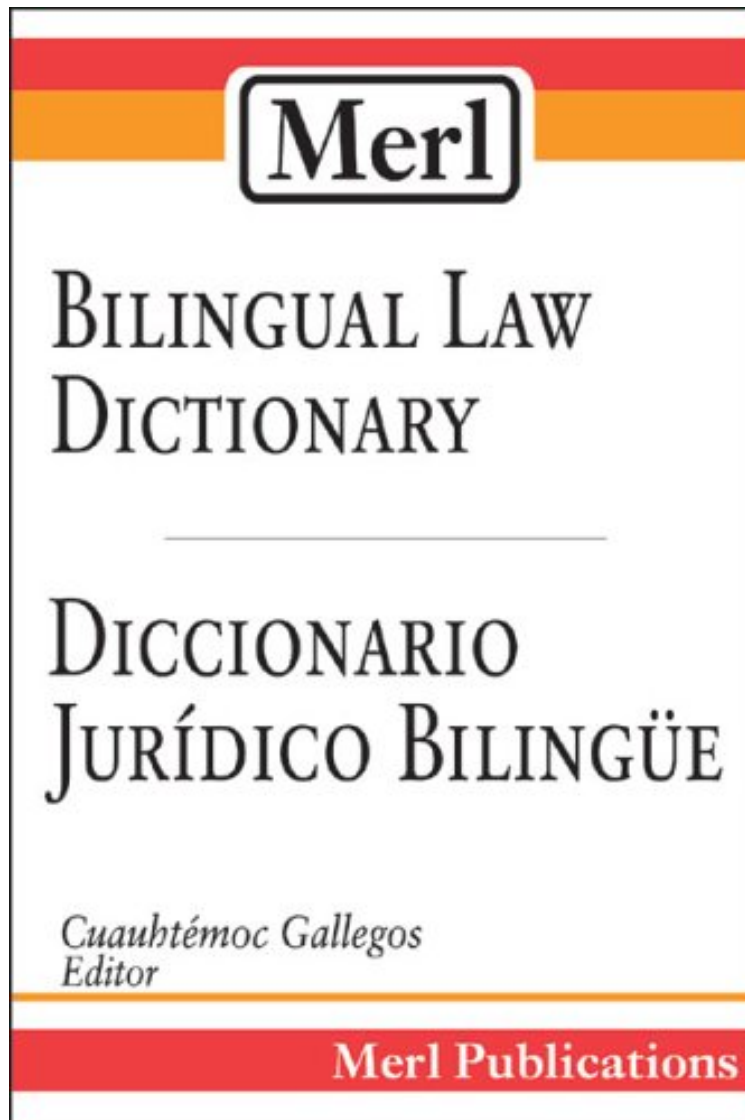 Merl
BILINGUAL LAW
DICTIONARY
DICCIONARIO
JURÍDICO BILINGÜE
Cuauhtémoc Gallegos
Editor
Merl Publications